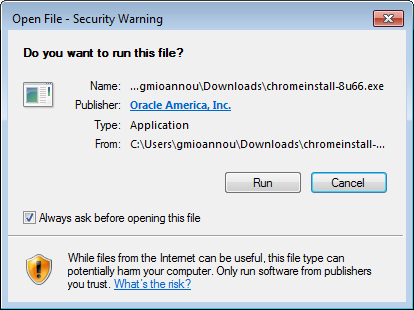 Open File - Security Warning
Do you want to run this file?
Name: ...gmioannou\Downloads\chromeinstall-8u66.exe
Publisher: Oracle America, Inc.
Type: Application
From: C:\Users\gmioannou\Downloads\chromeinstall-...
Run Cancel
Always ask before opening this file
While files from the Internet can be useful, this file type can
potentially harm your computer. Only run software from publishers
you trust. What's the risk?